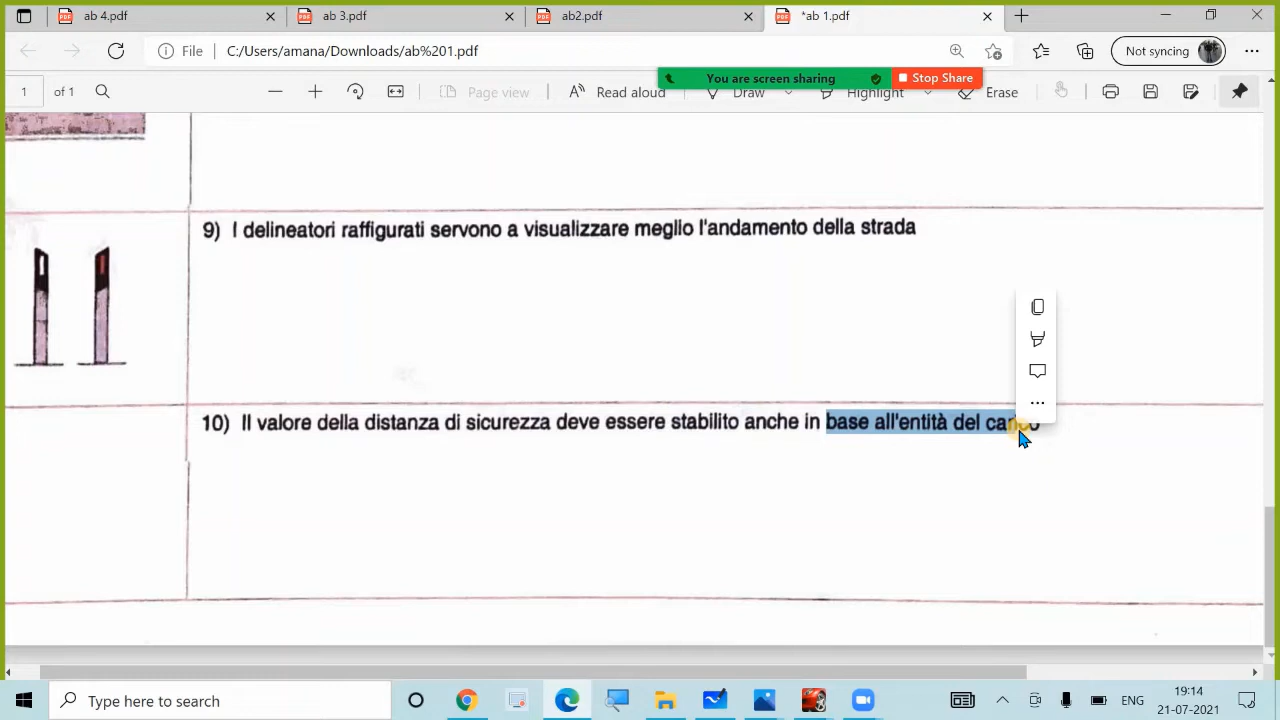 ab 4.pdf
ab 3.pdf
ab2.pdf
*ab 1.pdf
File
C:/Users/amana/Downloads/ab%201.pdf
Not syncing
You are screen sharing
Stop Share
1
of 1
Page view
Read aloud
Draw
Highlight
Erase
9) I delineatori raffigurati servono a visualizzare meglio l'andamento della strada
10) Il valore della distanza di sicurezza deve essere stabilito anche in base all'entità del carico
Type here to search
ENG
19:14
21-07-2021